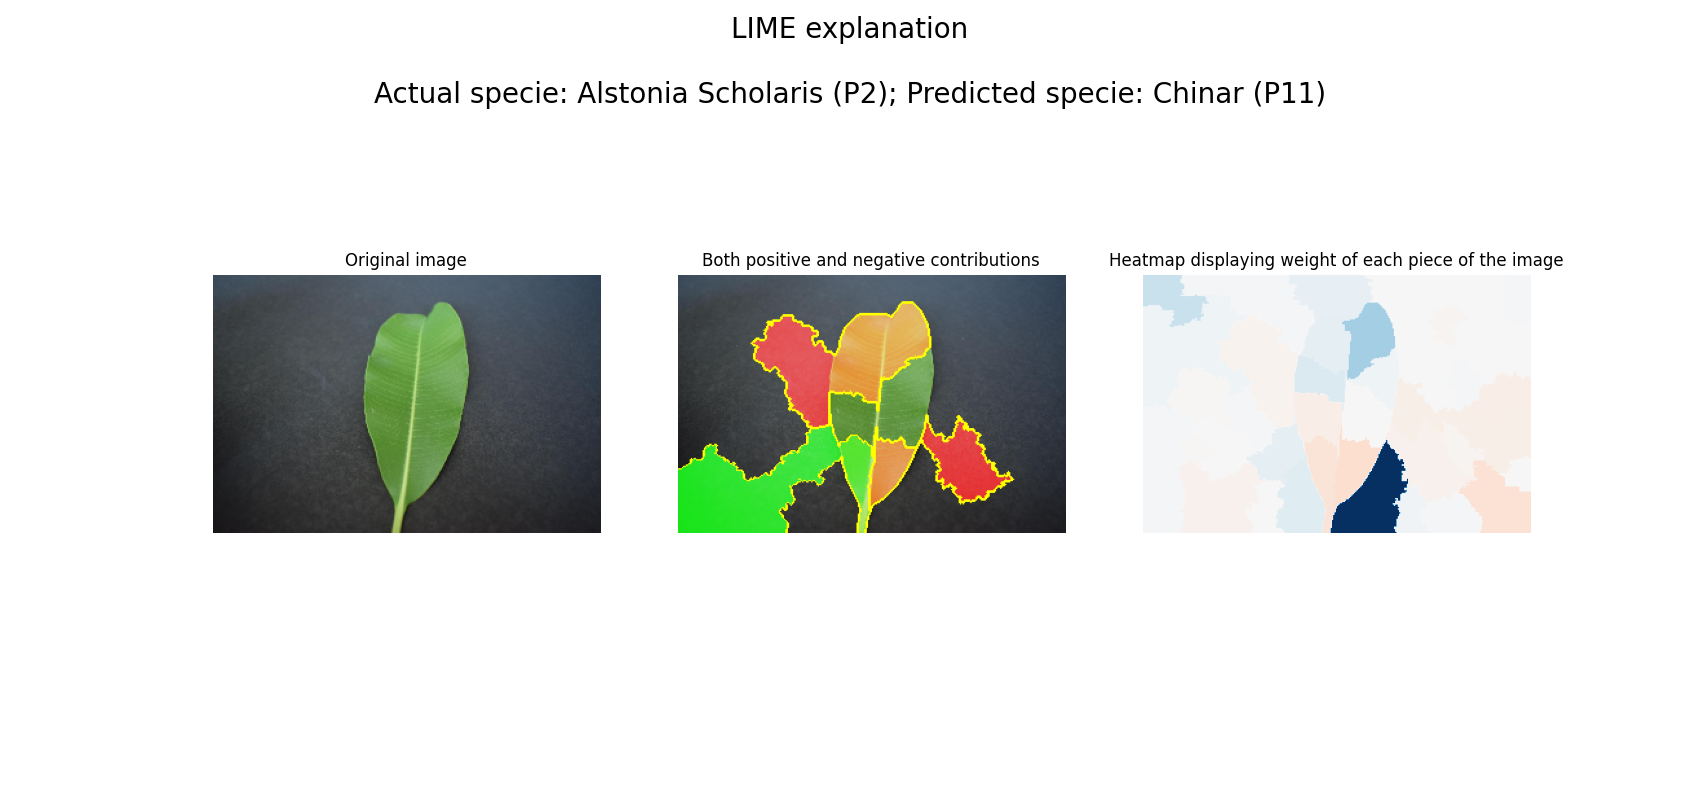 LIME explanation
Actual specie: Alstonia Scholaris (P2); Predicted specie: Chinar (P11)
Original image
Both positive and negative contributions
Heatmap displaying weight of each piece of the image